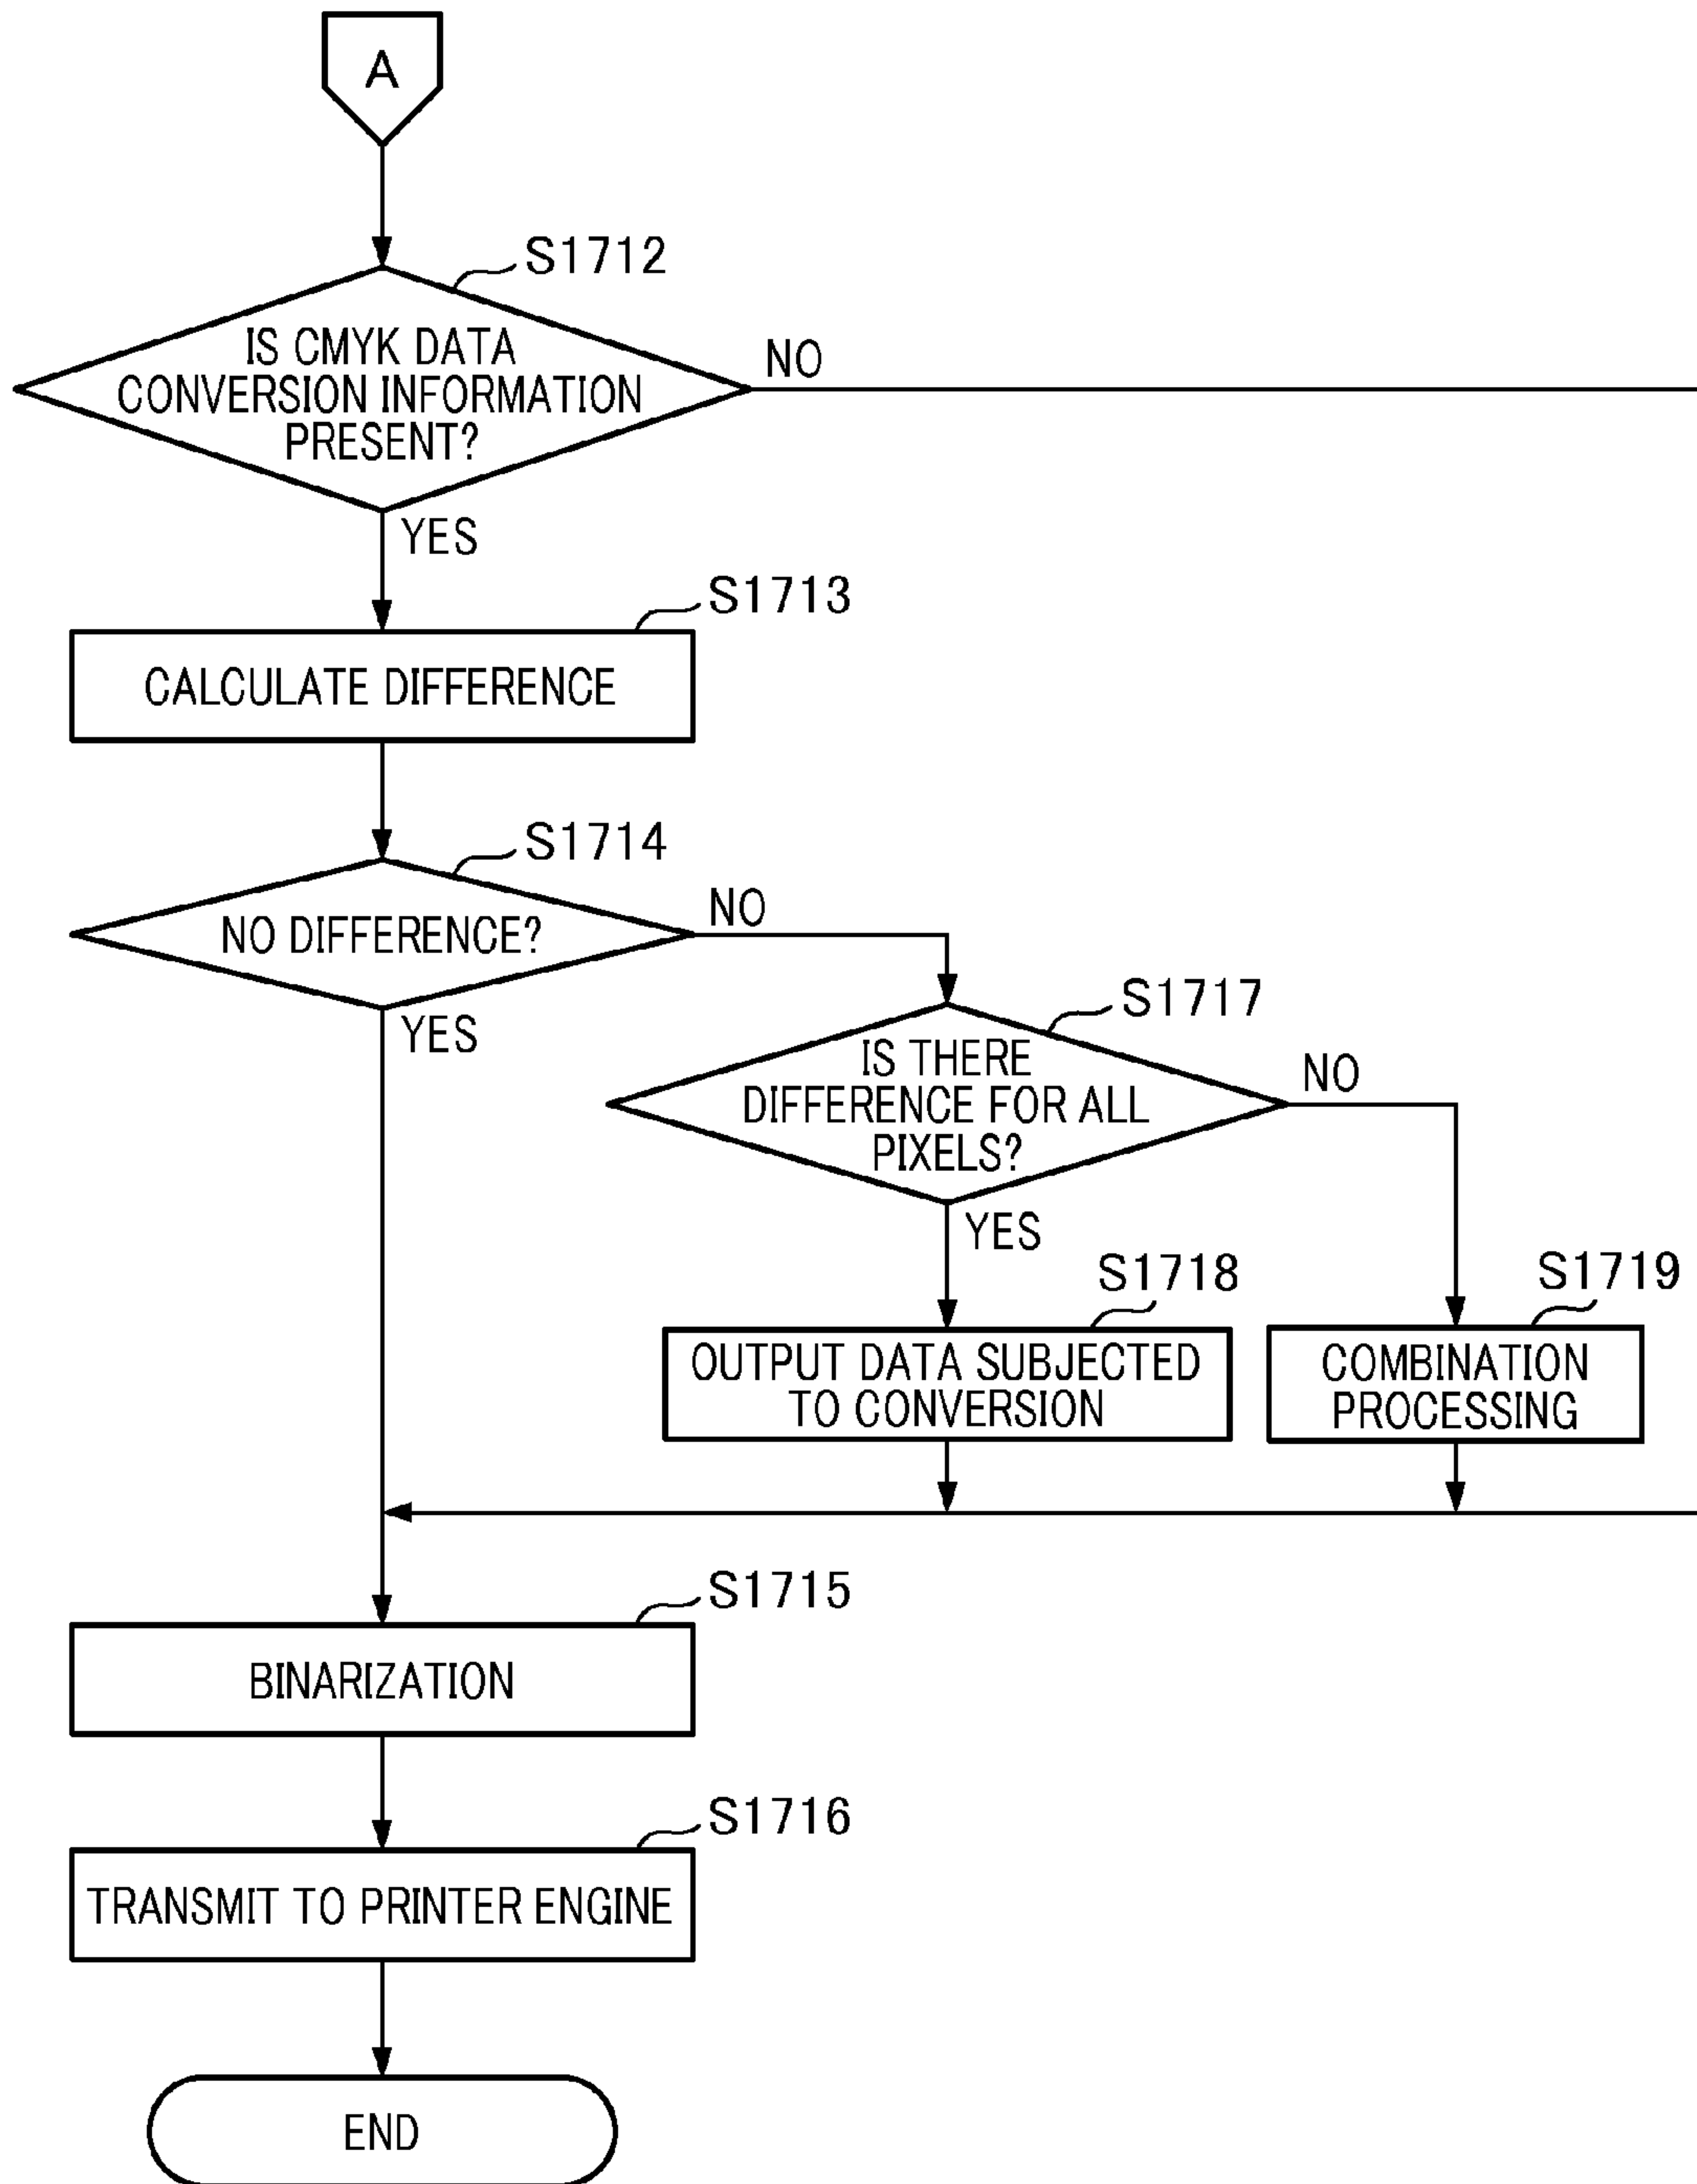 A
S1712
IS CMYK DATA
CONVERSION INFORMATION
PRESENT?
NO
YES
S1713
CALCULATE DIFFERENCE
S1714
NO DIFFERENCE?
NO
YES
S1717
IS THERE
DIFFERENCE FOR ALL
PIXELS?
NO
YES
S1718
OUTPUT DATA SUBJECTED
TO CONVERSION
S1719
COMBINATION
PROCESSING
S1715
BINARIZATION
S1716
TRANSMIT TO PRINTER ENGINE
END